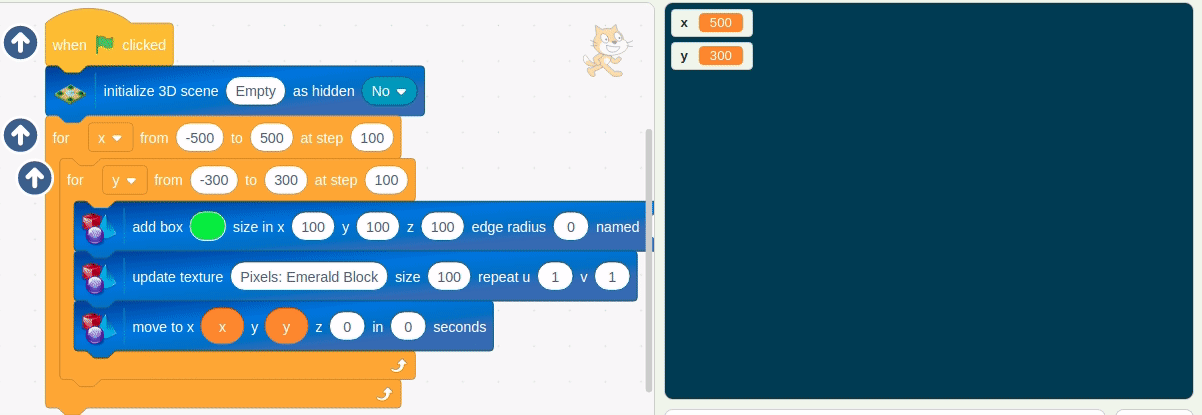 when clicked
initialize 3D scene Empty as hidden No
for x from -500 to 500 at step 100
for y from -300 to 300 at step 100
add box size in x 100 y 100 z 100 edge radius 0 named
update texture Pixels: Emerald Block size 100 repeat u 1 v 1
move to x x y y z 0 in 0 seconds
x 500
y 300